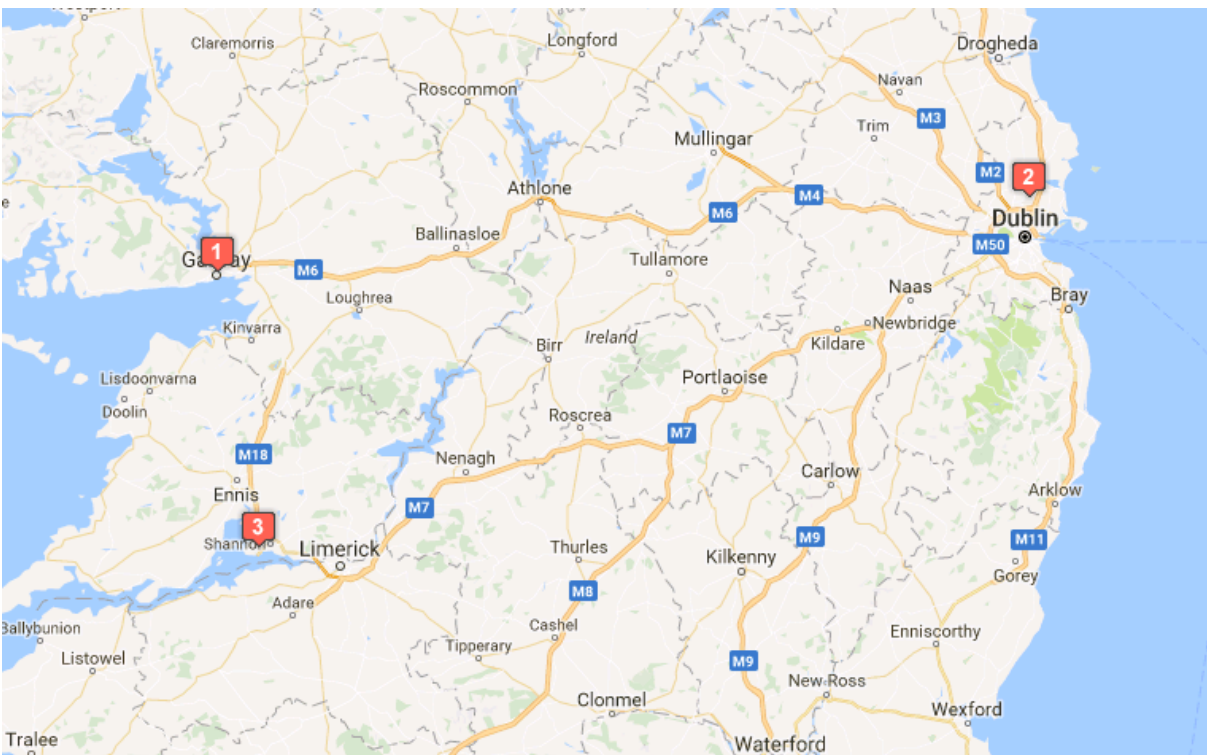 Claremorris
Longford
Drogheda
Roscommon
Navan
M3
Trim
Mullingar
M2
2
Athlone
M4
M6
Dublin
Ballinasloe
M50
1
M6
Tullamore
Loughrea
Naas
Bray
Kinvarra
Newbridge
Birr
Ireland
Kildare
Lisdoonvarna
Portlaoise
Doolin
Roscrea
M7
M18
Nenagh
Carlow
Ennis
Arklow
M7
3
Limerick
M9
M11
Thurles
Kilkenny
Gorey
M8
Adare
Cashel
Ballybunion
Enniscorthy
Tipperary
Listowel
M9
New Ross
Clonmel
Wexford
Tralee
Waterford